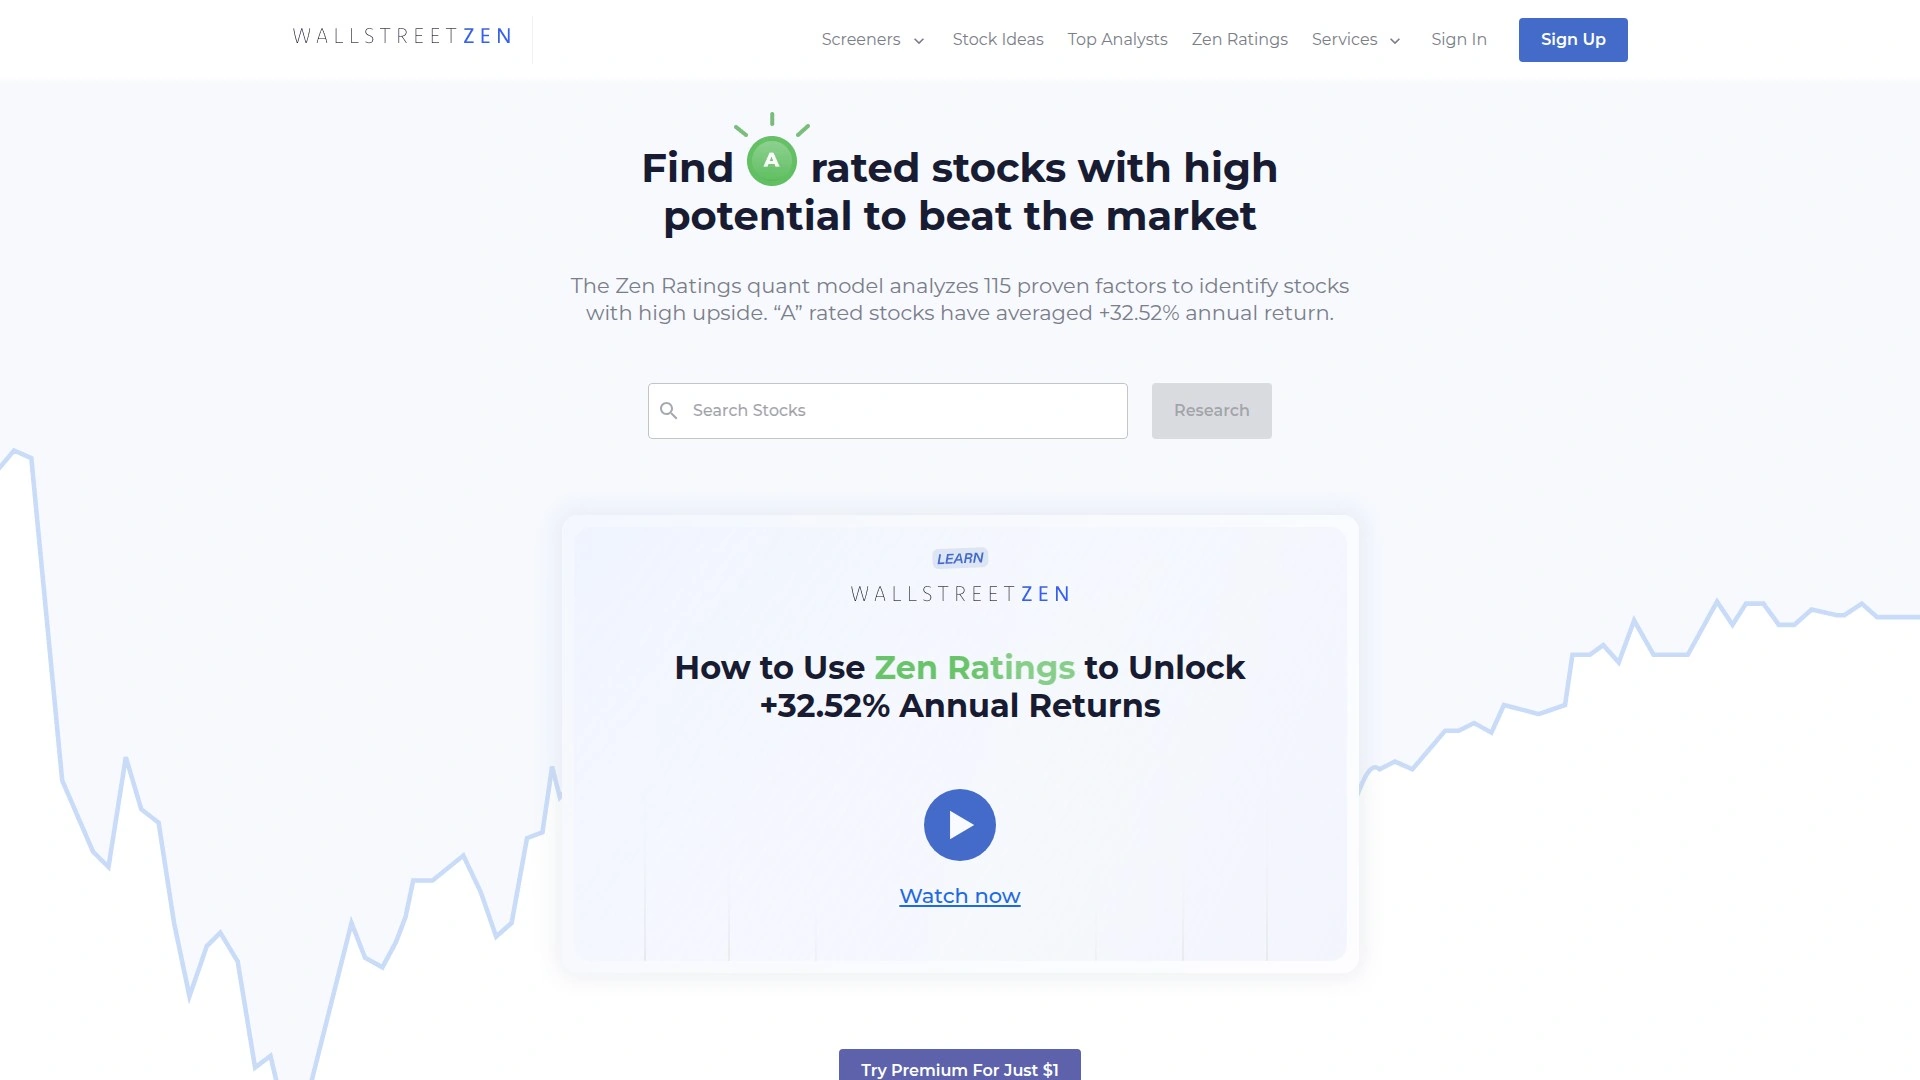 WALLSTREETZEN
Screeners
Stock Ideas
Top Analysts
Zen Ratings
Services
Sign In
Sign Up
Find A rated stocks with high
potential to beat the market
The Zen Ratings quant model analyzes 115 proven factors to identify stocks
with high upside. “A” rated stocks have averaged +32.52% annual return.
Search Stocks
Research
LEARN
WALLSTREETZEN
How to Use Zen Ratings to Unlock
+32.52% Annual Returns
Watch now
Try Premium For Just $1